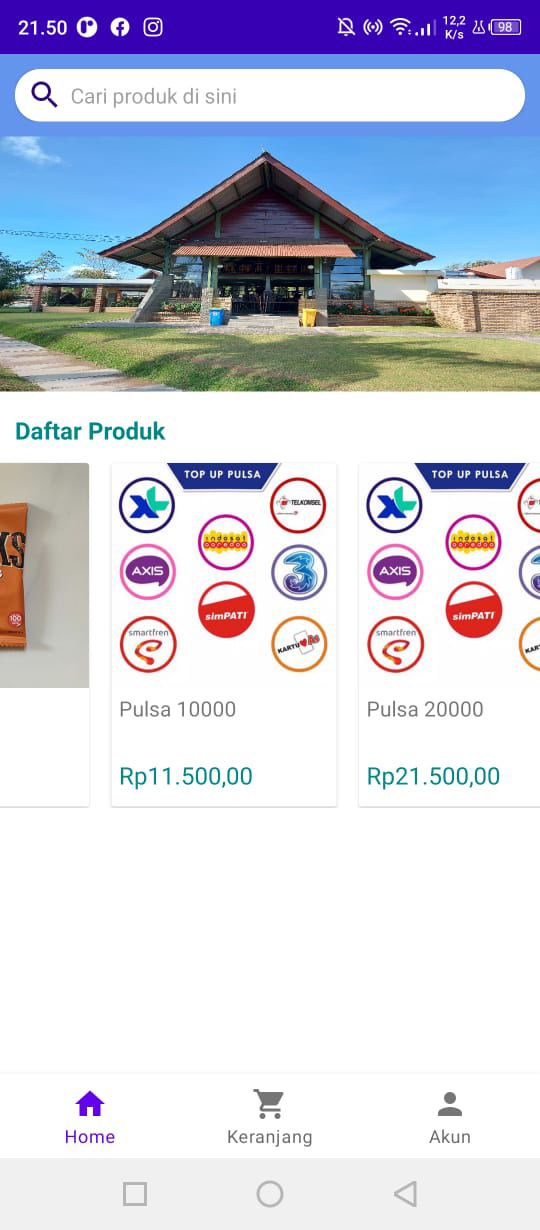 21.50
12,2
K/s
98
Cari produk di sini
Daftar Produk
KS
100
TOP UP PULSA
XL
TELKOMSEL
indosat
ooredoo
AXIS
3
simPATI
smartfren
KARTU As
Pulsa 10000
Rp11.500,00
TOP UP PULSA
XL
indosat
ooredoo
AXIS
simPATI
smartfren
Pulsa 20000
Rp21.500,00
Home
Keranjang
Akun